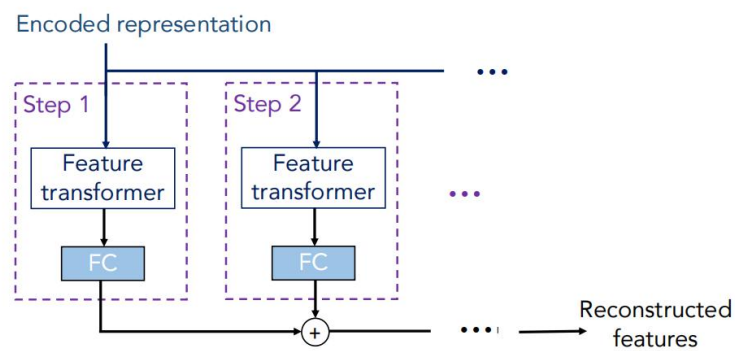 Encoded representation
...
Step 1
Step 2
Feature
transformer
Feature
transformer
...
FC
FC
+
....
Reconstructed
features